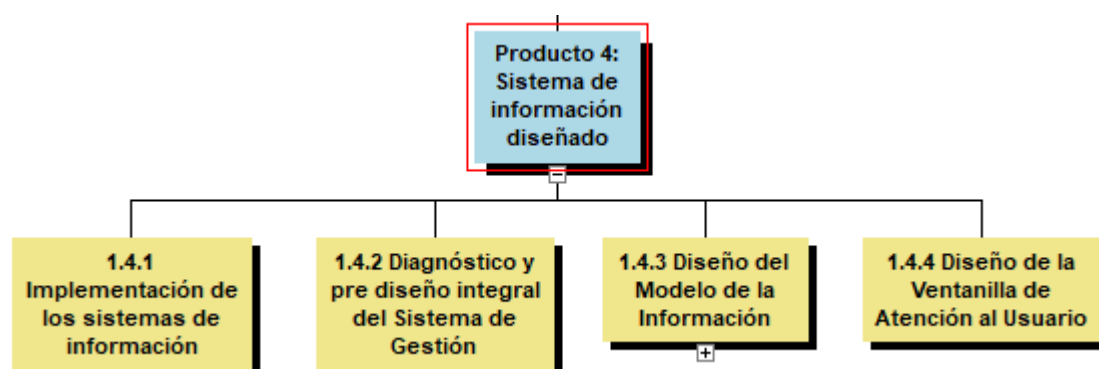 Producto 4:
Sistema de
información
diseñado
1.4.1
Implementación de
los sistemas de
información
1.4.2 Diagnóstico y
pre diseño integral
del Sistema de
Gestión
1.4.3 Diseño del
Modelo de la
Información
1.4.4 Diseño de la
Ventanilla de
Atención al Usuario